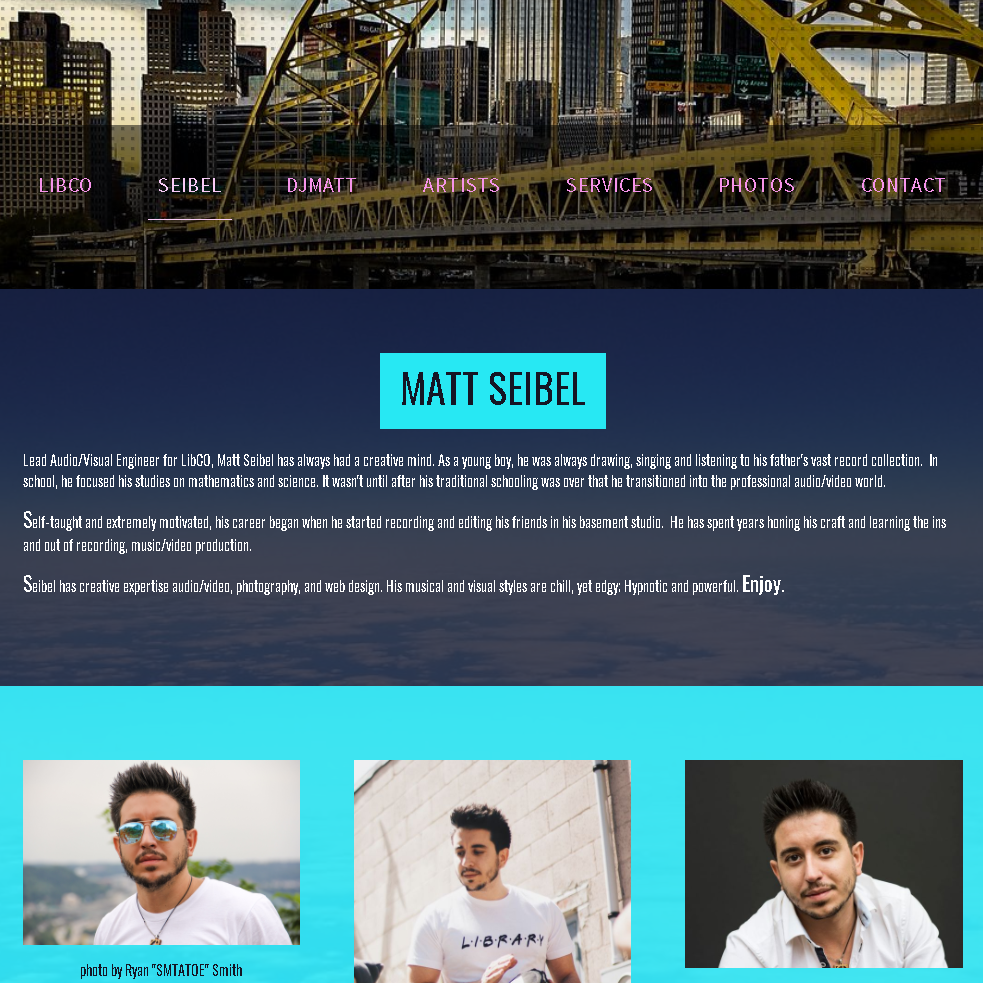 LIBCO SEIBEL DJMATT ARTISTS SERVICES PHOTOS CONTACT
MATT SEIBEL
Lead Audio/Visual Engineer for LibCO, Matt Seibel has always had a creative mind. As a young boy, he was always drawing, singing and listening to his father's vast record collection. In
school, he focused his studies on mathematics and science. It wasn't until after his traditional schooling was over that he transitioned into the professional audio/video world.
Self-taught and extremely motivated, his career began when he started recording and editing his friends in his basement studio. He has spent years honing his craft and learning the ins
and out of recording, music/video production.
Seibel has creative expertise audio/video, photography, and web design. His musical and visual styles are chill, yet edgy: Hypnotic and powerful. Enjoy.
L·I·B·R·A·R·Y
photo by Ryan "SMTATOE" Smith